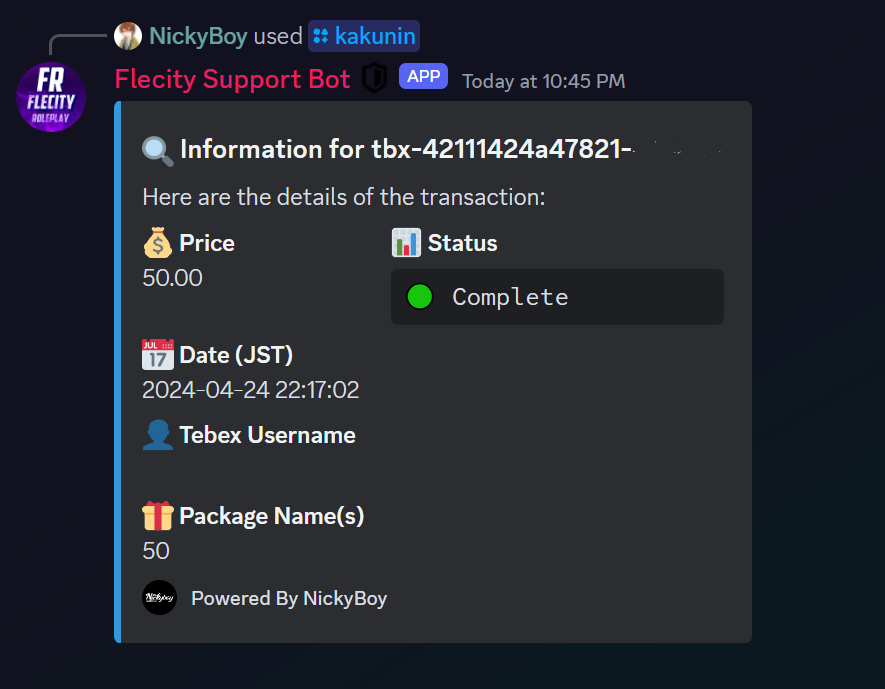 NickyBoy used kakunin
FR
FLECITY
ROLEPLAY
Flecity Support Bot APP Today at 10:45 PM
Information for tbx-42111424a47821-
Here are the details of the transaction:
Price
50.00
Status
Complete
JUL
17
Date (JST)
2024-04-24 22:17:02
Tebex Username
Package Name(s)
50
Nickyboy
Powered By NickyBoy